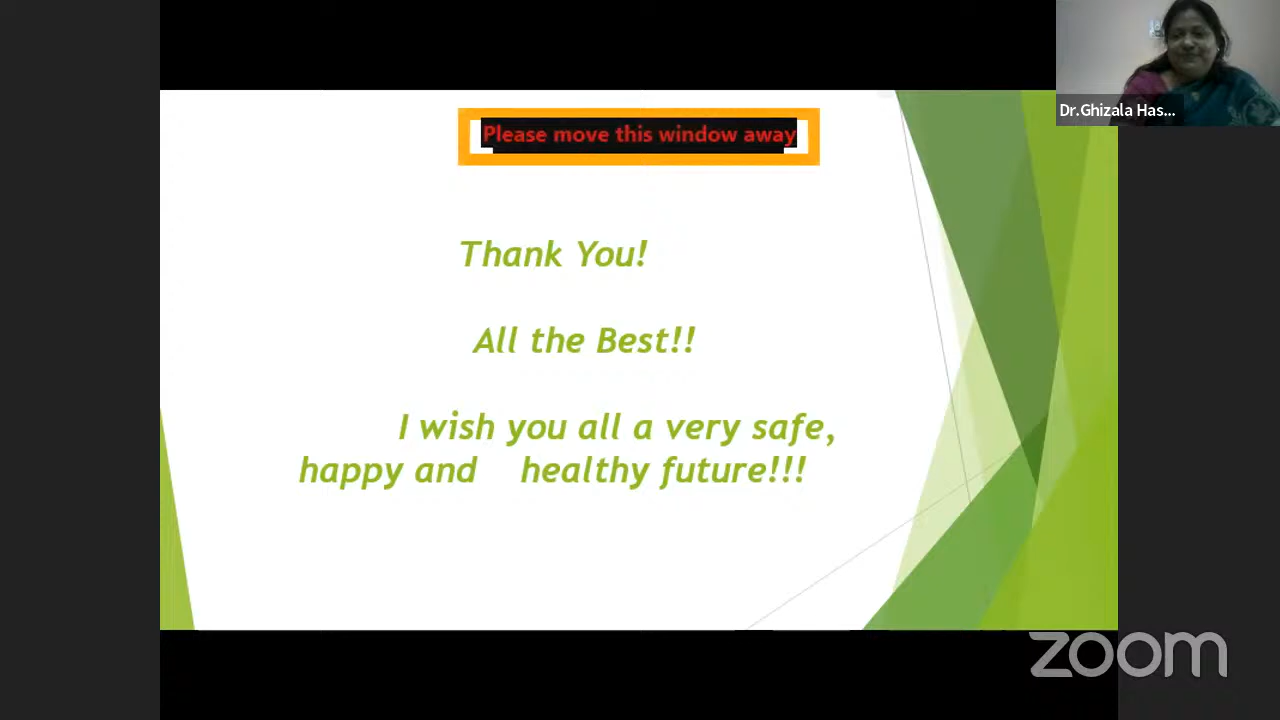 Please move this window away
Dr.Ghizala Has...
Thank You!
All the Best!!
I wish you all a very safe,
happy and healthy future!!!
zoom